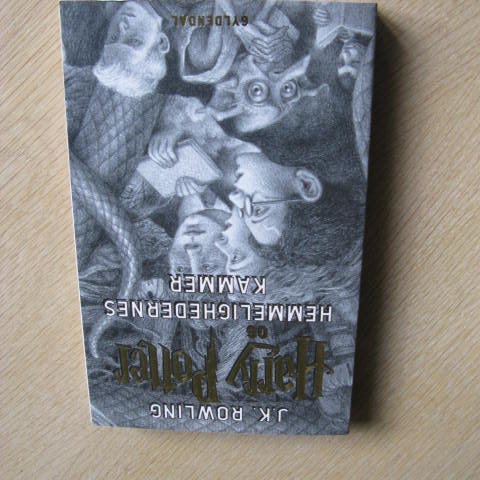 J.K. ROWLING
Harry Potter
OG
HEMMELIGHEDERNES
KAMMER
GYLDENDAL